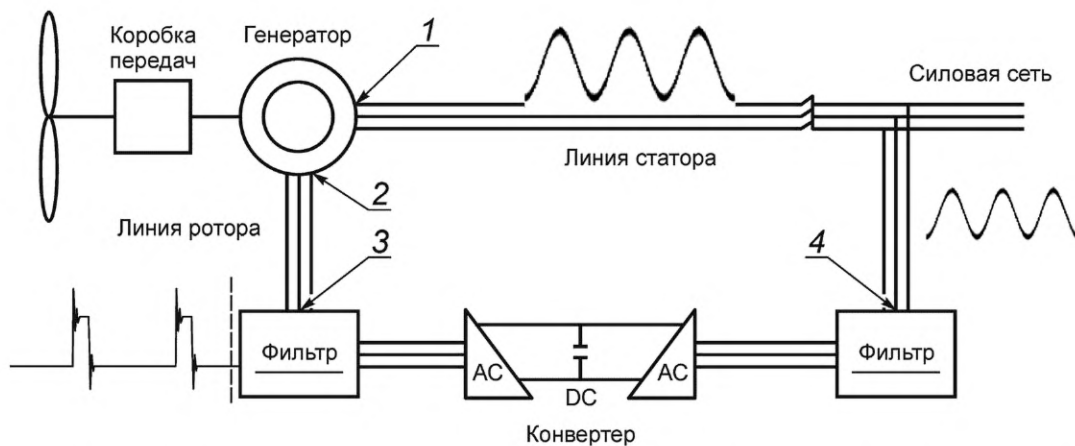 Коробка
передач
Генератор
1
Силовая сеть
Линия статора
2
Линия ротора
3
4
Фильтр
AC
DC
AC
Фильтр
Конвертер